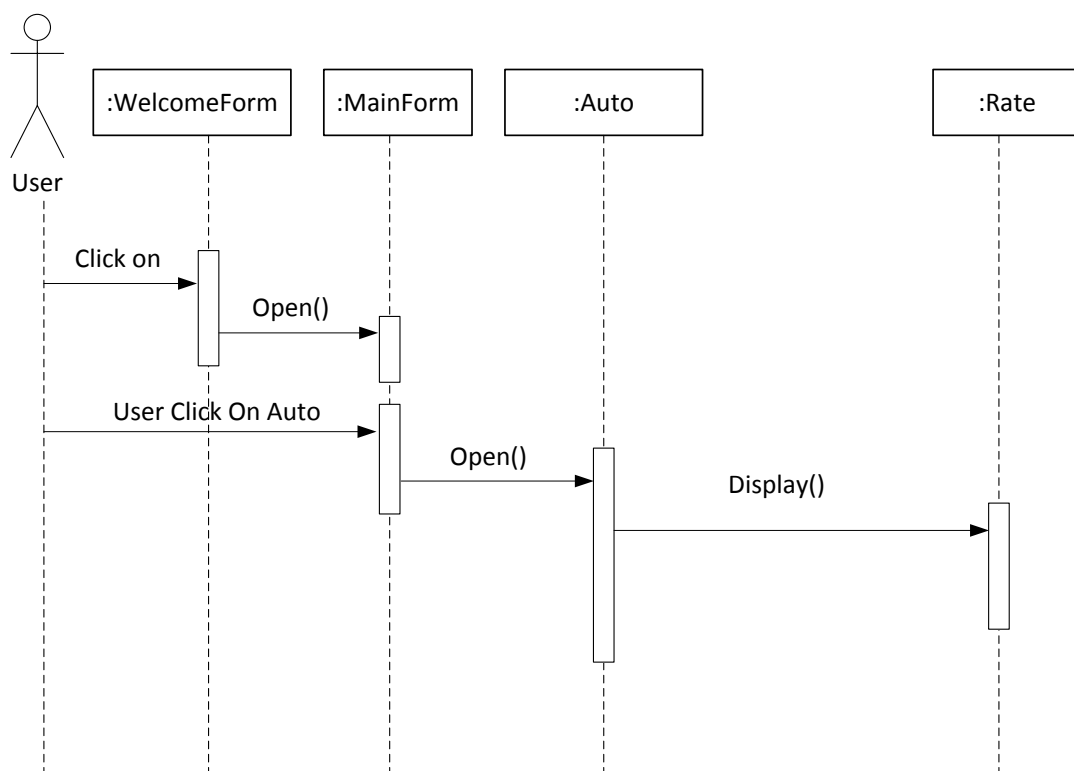 :WelcomeForm
:MainForm
:Auto
:Rate
User
Click on
Open()
User Click On Auto
Open()
Display()